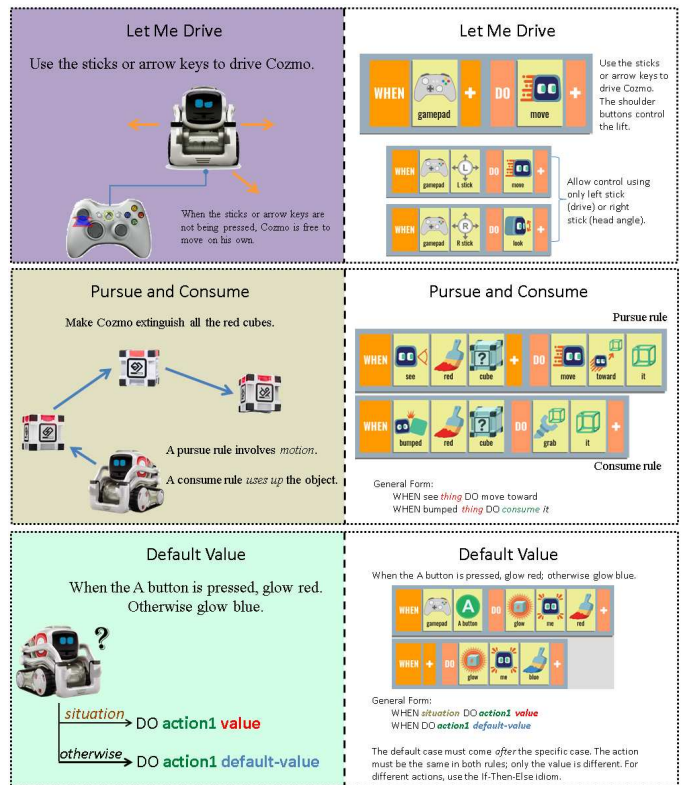 Let Me Drive
Use the sticks or arrow keys to drive Cozmo.
When the sticks or arrow keys are
not being pressed, Cozmo is free to
move on his own.
Let Me Drive
WHEN gamepad + DO move +
Use the sticks
or arrow keys to
drive Cozmo.
The shoulder
buttons control
the lift.
WHEN gamepad L L stick DO move +
WHEN gamepad R R stick DO look +
Allow control using
only left stick
(drive) or right
stick (head angle).
Pursue and Consume
Make Cozmo extinguish all the red cubes.
A pursue rule involves motion.
A consume rule uses up the object.
Pursue and Consume
Pursue rule
WHEN see red ? cube + DO move toward it
WHEN bumped red ? cube DO grab it +
Consume rule
General Form:
WHEN see thing DO move toward
WHEN bumped thing DO consume it
Default Value
When the A button is pressed, glow red.
Otherwise glow blue.
?
situation DO action1 value
otherwise DO action1 default-value
Default Value
When the A button is pressed, glow red; otherwise glow blue.
WHEN gamepad A A button DO glow me red +
WHEN + DO glow me blue +
General Form:
WHEN situation DO action1 value
WHEN DO action1 default-value
The default case must come after the specific case. The action
must be the same in both rules; only the value is different. For
different actions, use the If-Then-Else idiom.